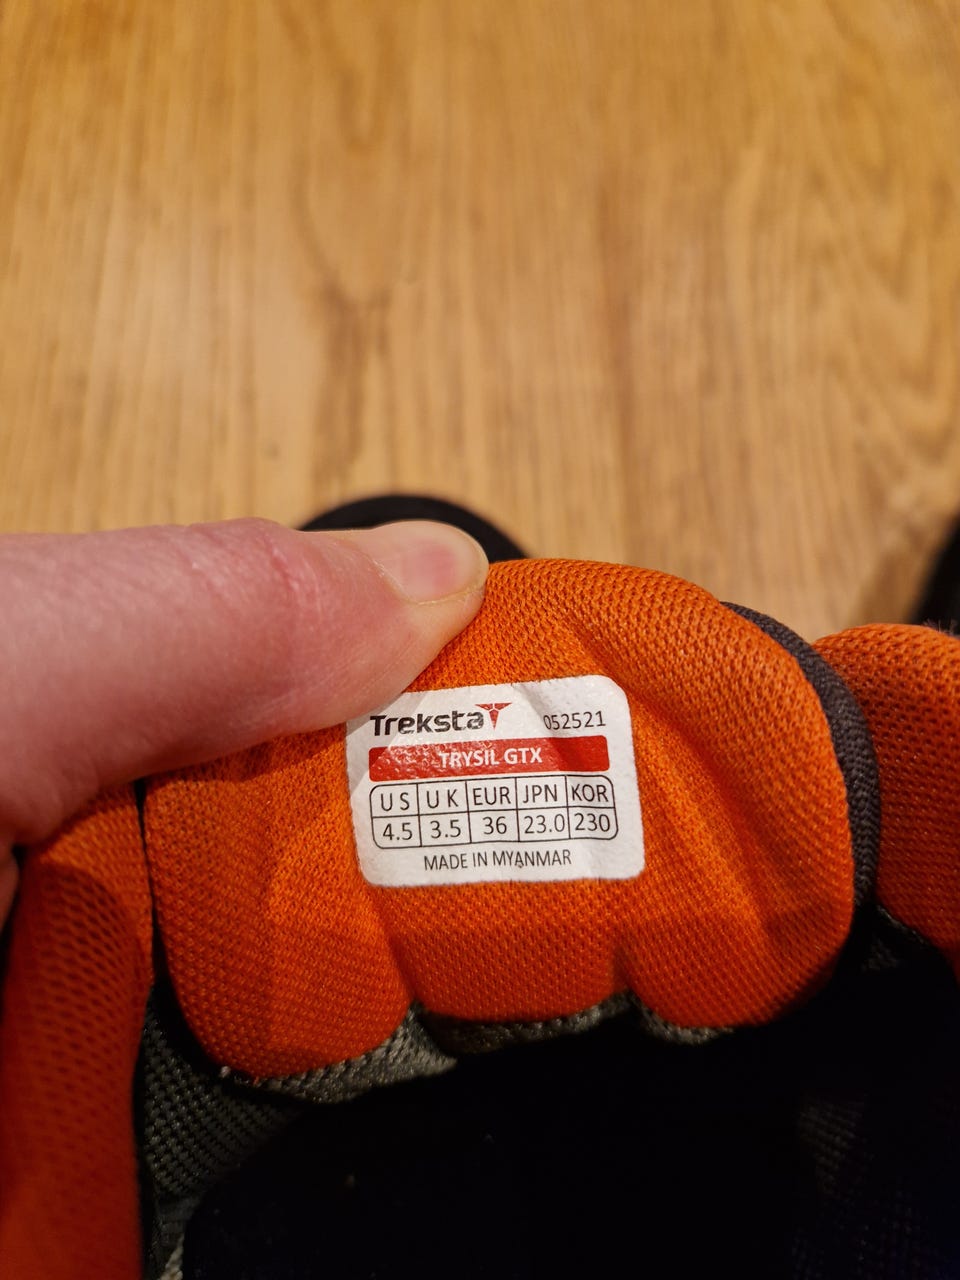 Treksta 052521
TRYSIL GTX
US UK EUR JPN KOR
4.5 3.5 36 23.0 230
MADE IN MYANMAR